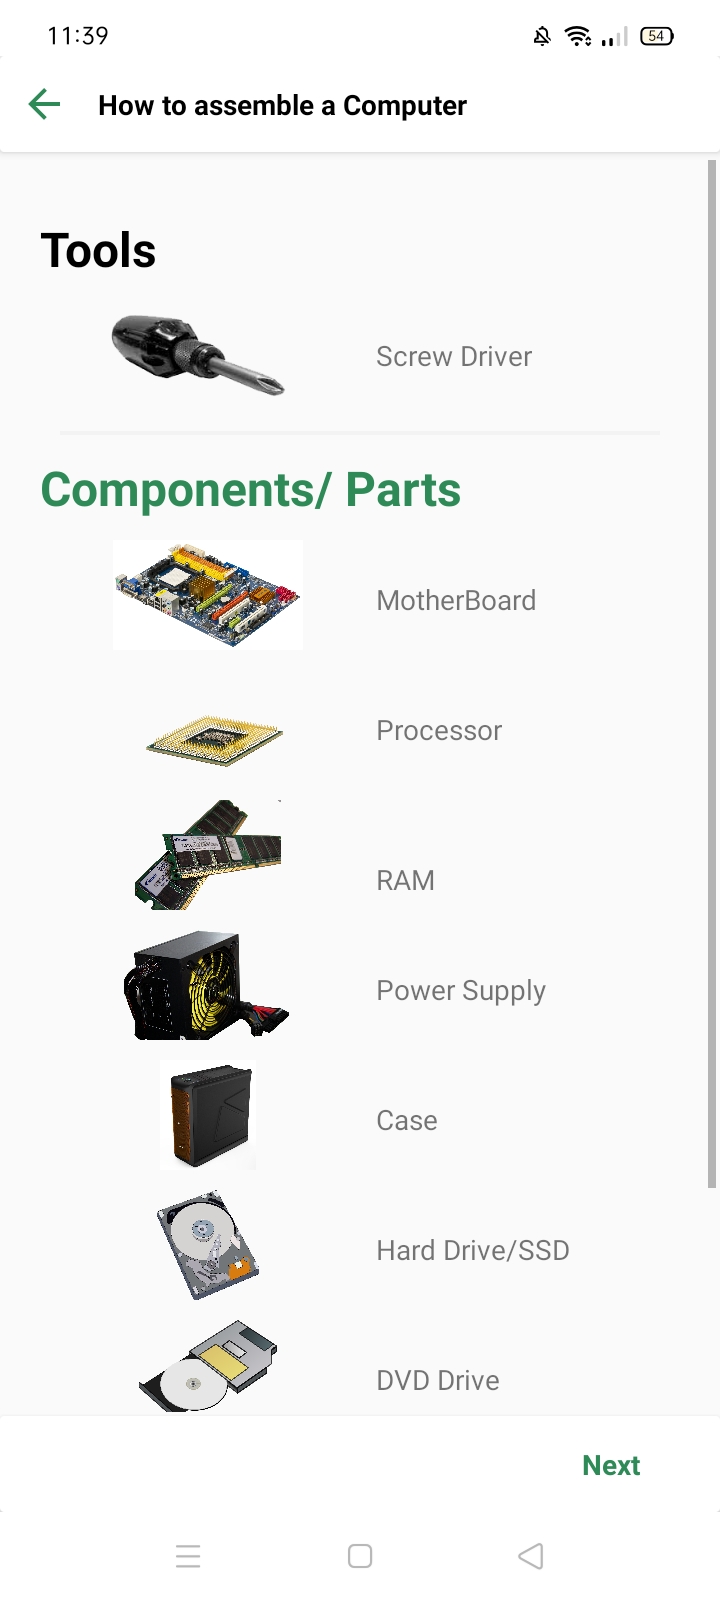 11:39
54
How to assemble a Computer
Tools
Screw Driver
Components/ Parts
MotherBoard
Processor
RAM
Power Supply
Case
Hard Drive/SSD
DVD Drive
Next